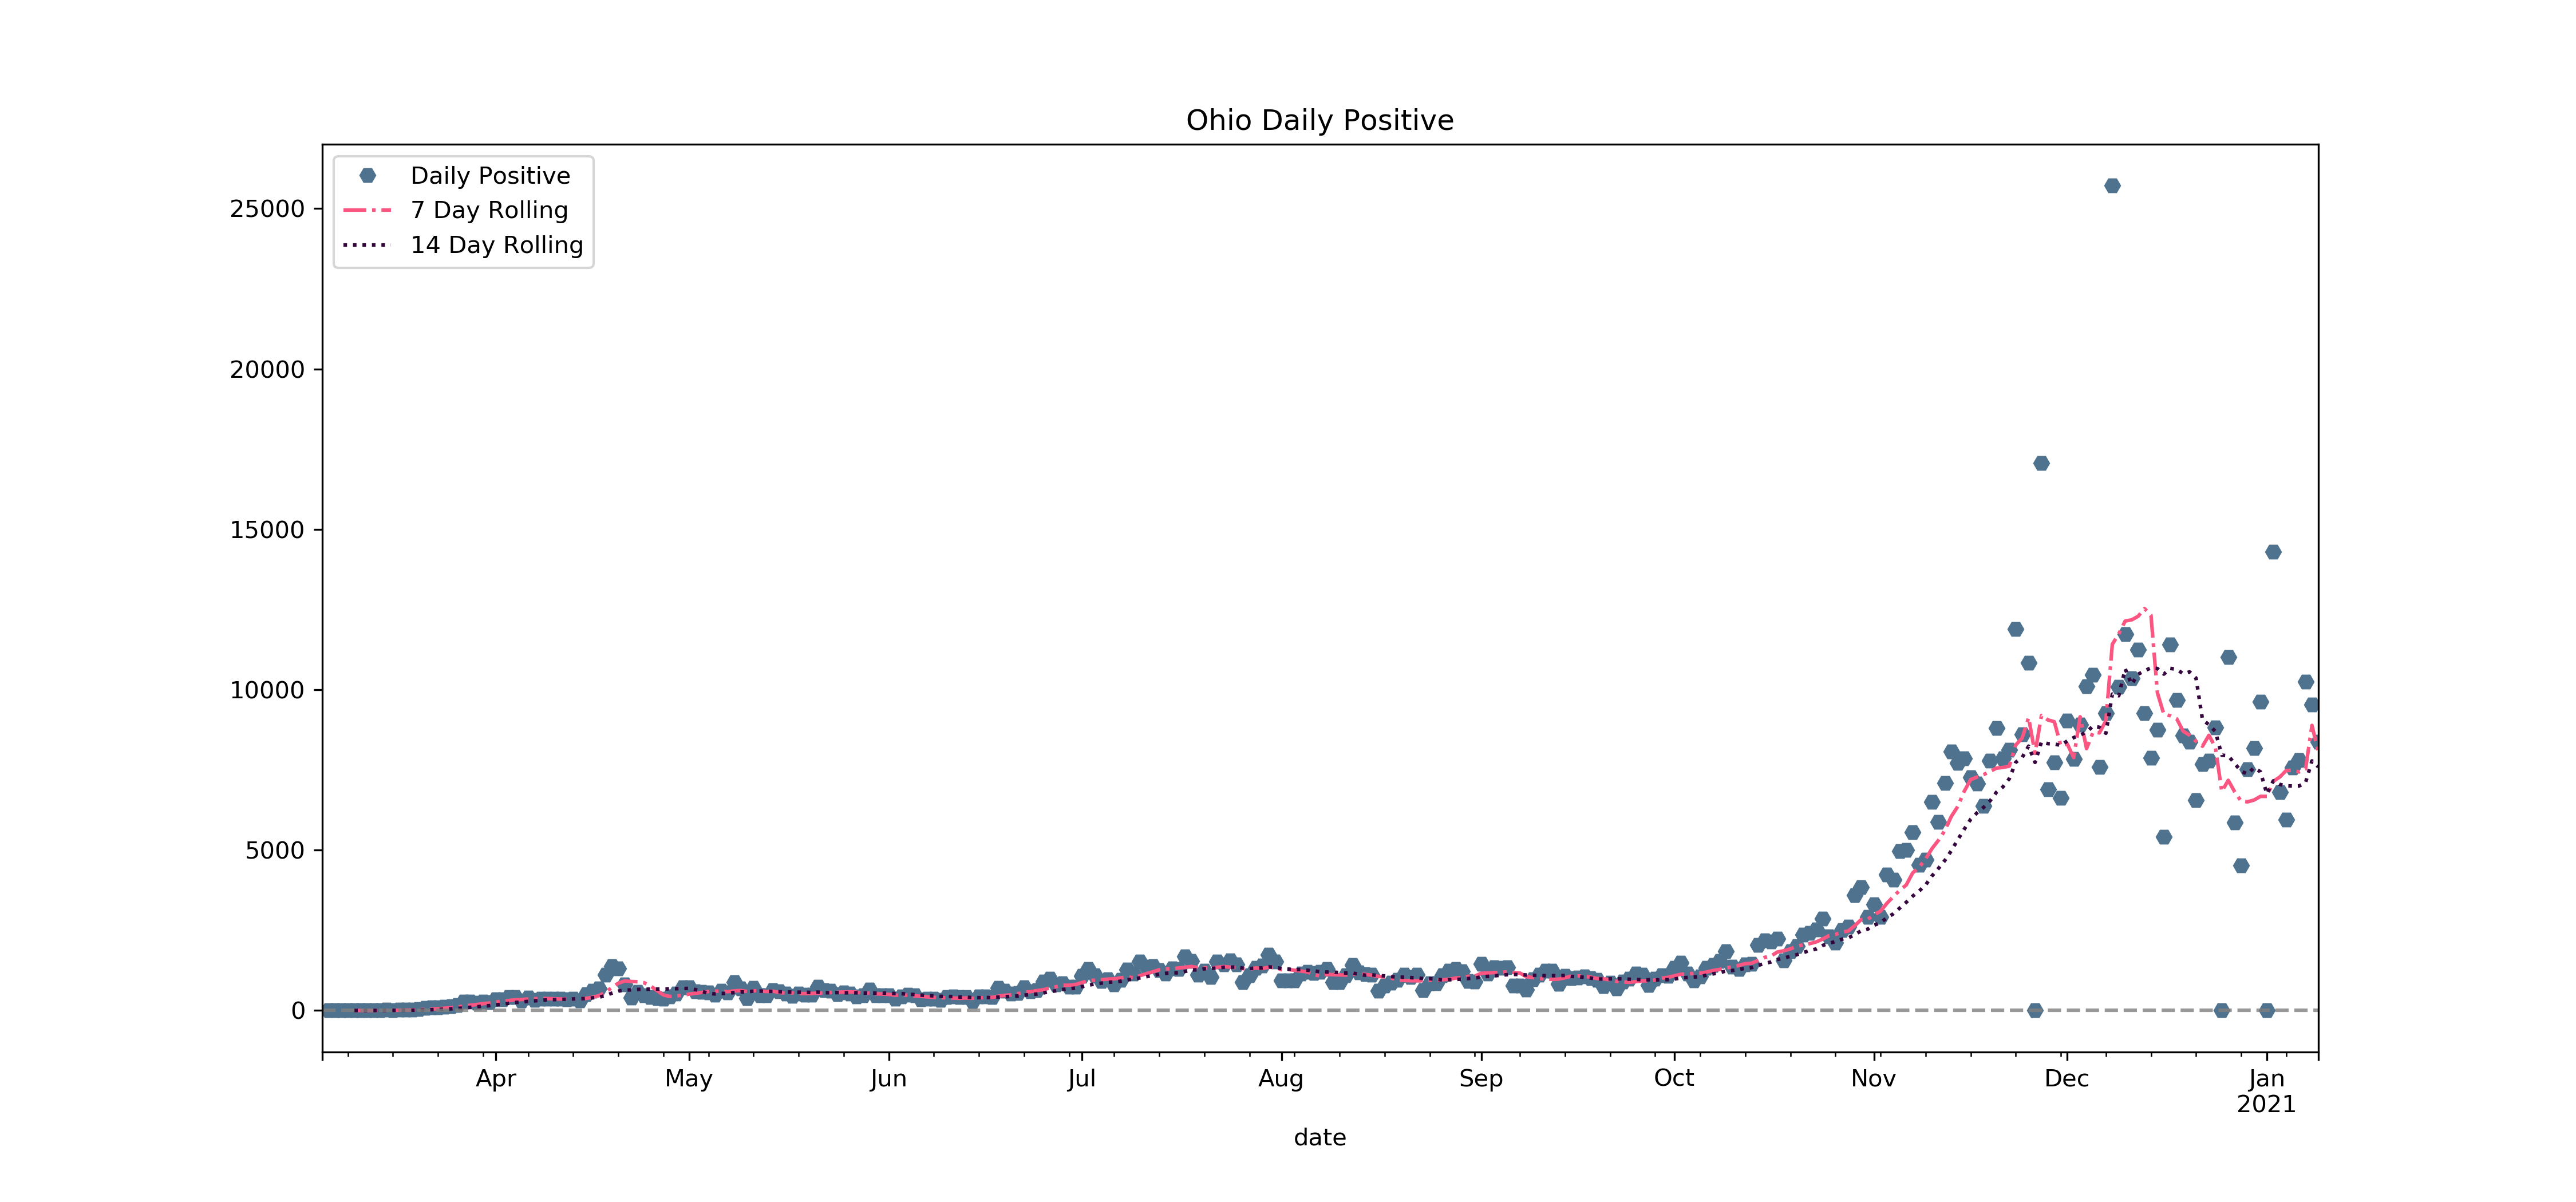 Ohio Daily Positive
Daily Positive
7 Day Rolling
14 Day Rolling
25000
20000
15000
10000
5000
0
Apr May Jun Jul Aug Sep Oct Nov Dec Jan
2021
date